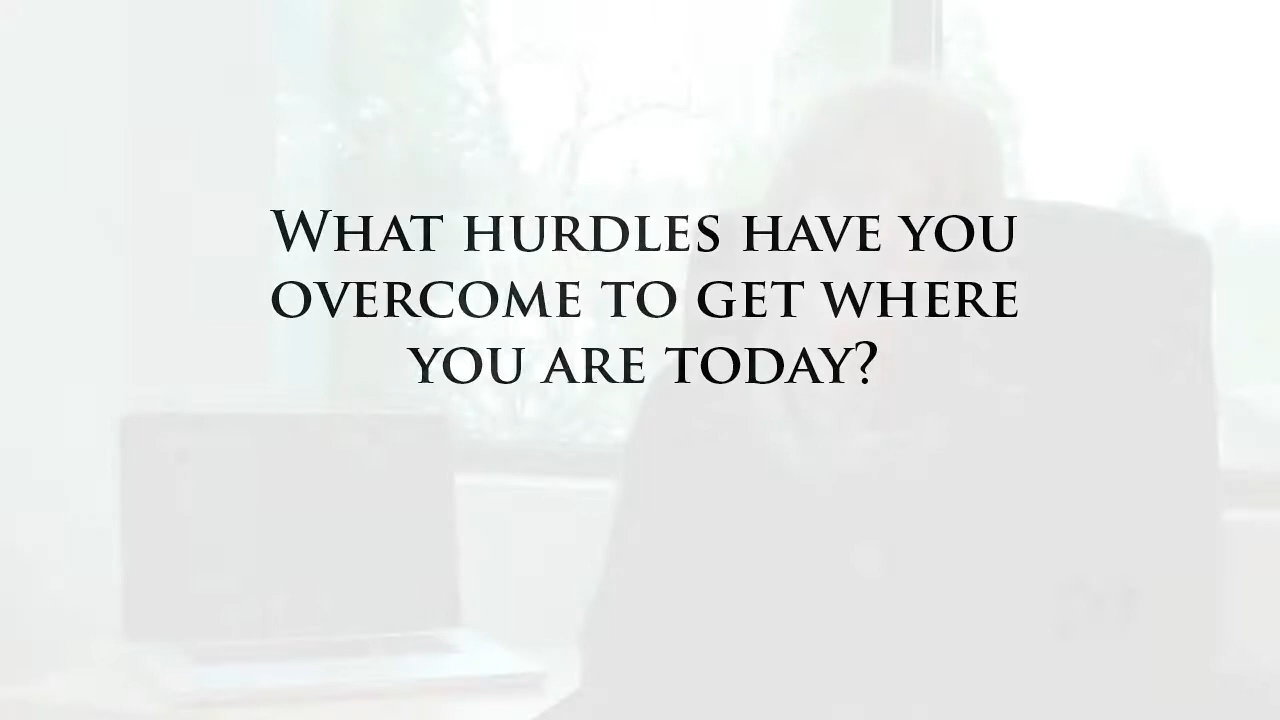 What hurdles have you
overcome to get where
you are today?